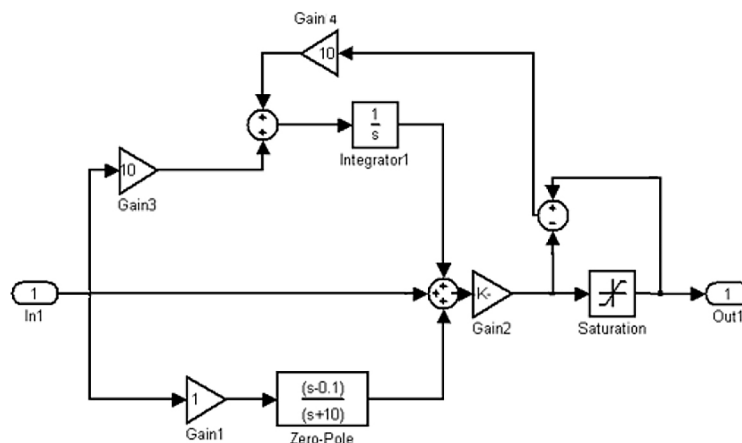 Gain 4
10
+
+
1
s
Integrator1
10
Gain3
+
-
1
In1
+
+
+
K-
Gain2
Saturation
1
Out1
1
Gain1
(s-0.1)
(s+10)
Zero-Pole